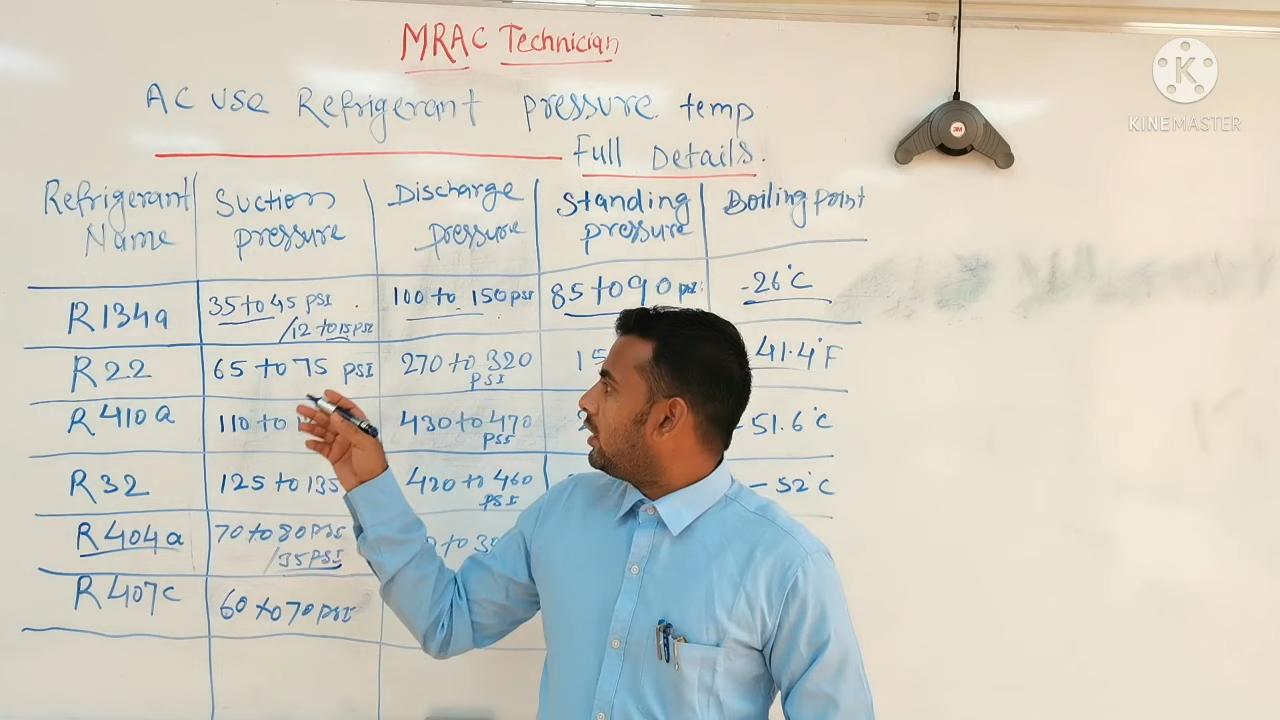 MRAC Technician
AC USE Refrigerant pressure temp
Full Details.
Refrigerant Name
Suction pressure
Discharge pressure
Standing pressure
Boiling point
R134a
35 to 45 PSI
/12 to 15 PSI
100 to 150 PSI
85 to 90 PSI
-26°C
R22
65 to 75 PSI
270 to 320 PSI
41.4°F
R410a
110 to
430 to 470 PSI
51.6°C
R32
125 to 135
420 to 460 PSI
-52°C
R404a
70 to 80 PSI
/35 PSI
R407C
60 to 70 PSI
3M
K
KINEMASTER